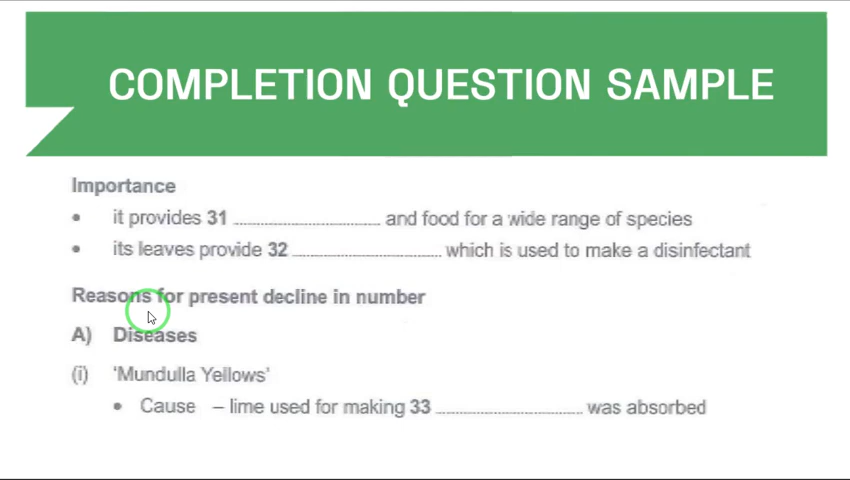 COMPLETION QUESTION SAMPLE
Importance
• it provides 31 ........................... and food for a wide range of species
• its leaves provide 32 ........................... which is used to make a disinfectant
Reasons for present decline in number
A) Diseases
(i) 'Mundulla Yellows'
• Cause – lime used for making 33 ........................... was absorbed